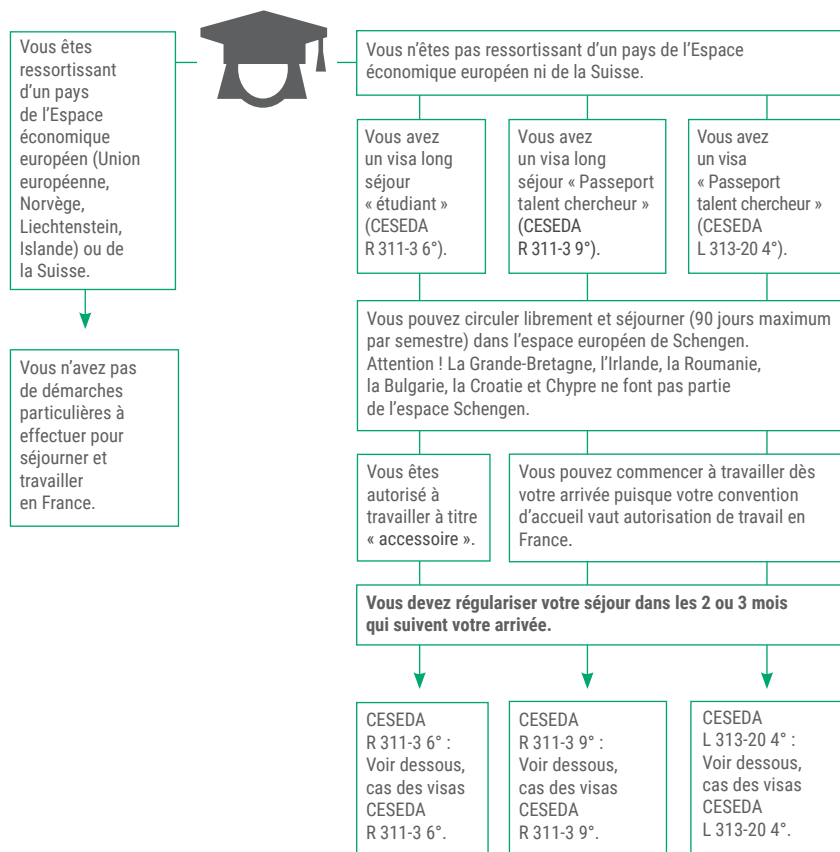 Vous êtes
ressortissant
d'un pays
de l'Espace
économique
européen (Union
européenne,
Norvège,
Liechtenstein,
Islande) ou de
la Suisse.
Vous n'avez pas
de démarches
particulières à
effectuer pour
séjourner et
travailler
en France.
Vous n'êtes pas ressortissant d'un pays de l'Espace
économique européen ni de la Suisse.
Vous avez
un visa long
séjour
« étudiant »
(CESEDA
R 311-3 6°).
Vous avez
un visa long
séjour « Passeport
talent chercheur »
(CESEDA
R 311-3 9°).
Vous avez
un visa
« Passeport
talent chercheur »
(CESEDA
L 313-20 4°).
Vous pouvez circuler librement et séjourner (90 jours maximum
par semestre) dans l'espace européen de Schengen.
Attention ! La Grande-Bretagne, l'Irlande, la Roumanie,
la Bulgarie, la Croatie et Chypre ne font pas partie
de l'espace Schengen.
Vous êtes
autorisé à
travailler à titre
« accessoire ».
Vous pouvez commencer à travailler dès
votre arrivée puisque votre convention
d'accueil vaut autorisation de travail en
France.
Vous devez régulariser votre séjour dans les 2 ou 3 mois
qui suivent votre arrivée.
CESEDA
R 311-3 6° :
Voir dessous,
cas des visas
CESEDA
R 311-3 6°.
CESEDA
R 311-3 9° :
Voir dessous,
cas des visas
CESEDA
R 311-3 9°.
CESEDA
L 313-20 4° :
Voir dessous,
cas des visas
CESEDA
L 313-20 4°.